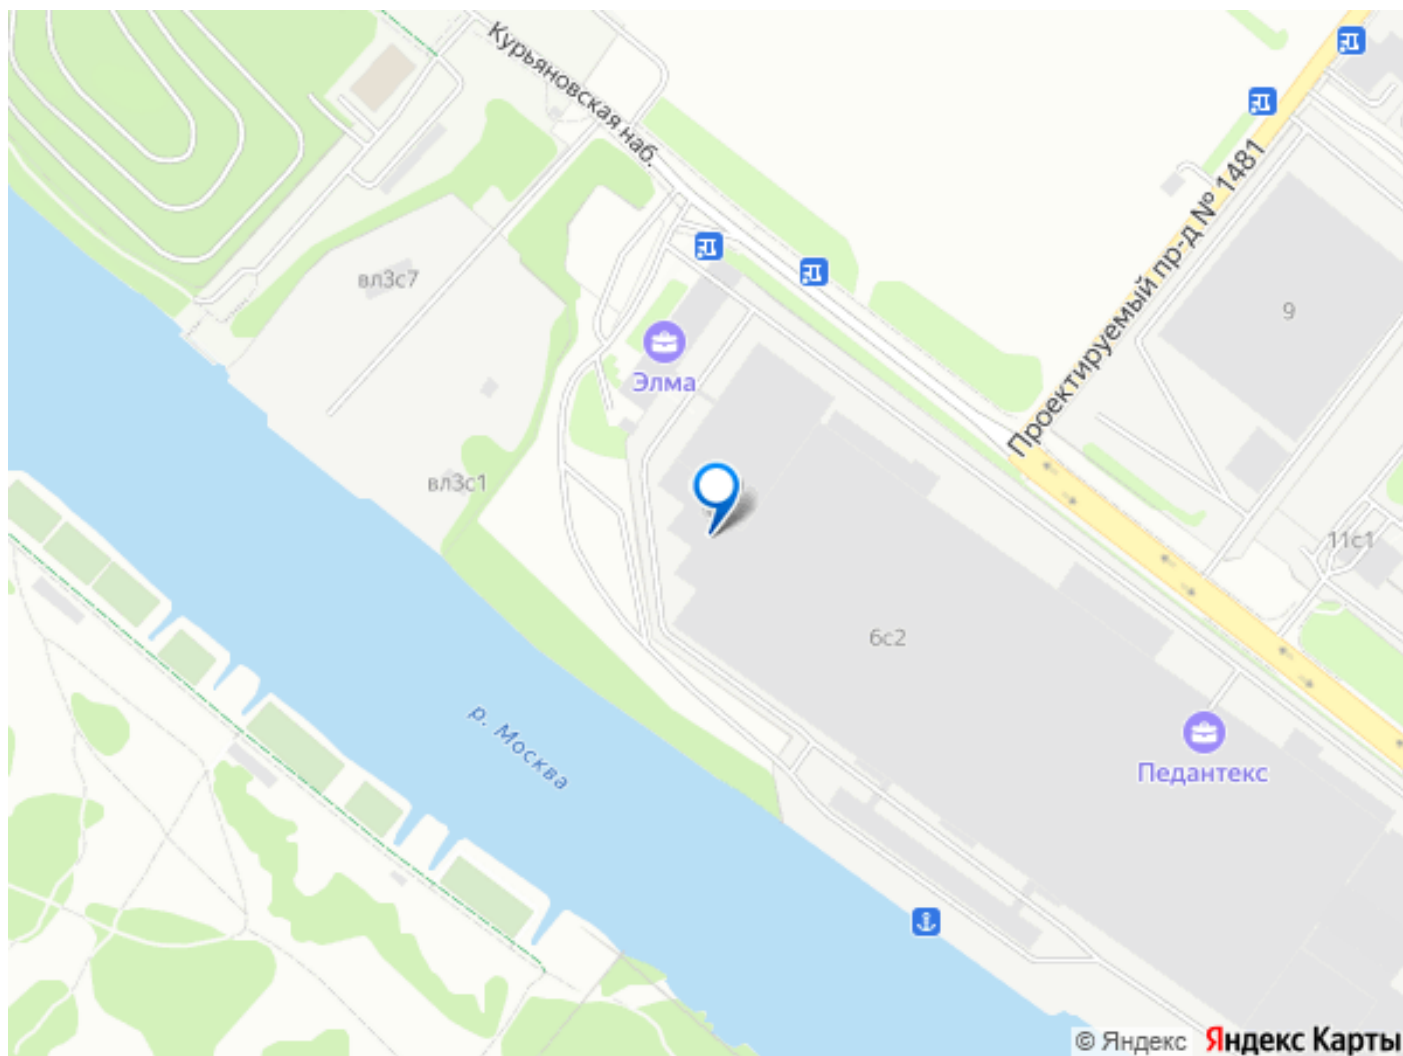 Курьяновская наб.
Проектируемый пр-д № 1481
вл3с7
9
Элма
вл3с1
11с1
6с2
р. Москва
Педантекс
© Яндекс Яндекс Карты